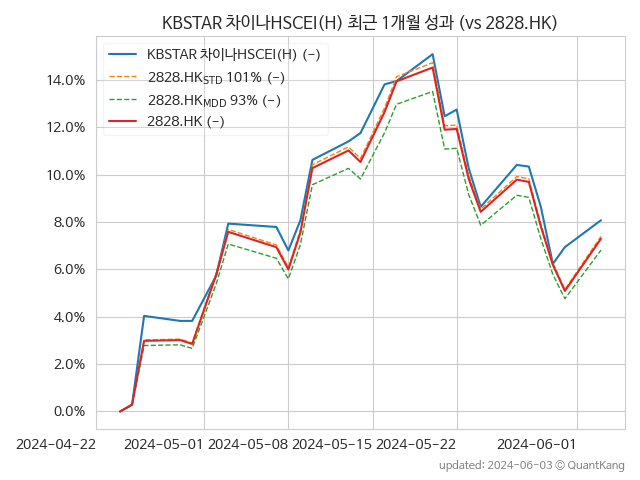 KBSTAR 차이나HSCEI(H) 최근 1개월 성과 (vs 2828.HK)
KBSTAR 차이나HSCEI(H) (-)
2828.HK_STD 101% (-)
2828.HK_MDD 93% (-)
2828.HK (-)
14.0%
12.0%
10.0%
8.0%
6.0%
4.0%
2.0%
0.0%
2024-04-22 2024-05-01 2024-05-08 2024-05-15 2024-05-22 2024-06-01
updated: 2024-06-03 © QuantKang